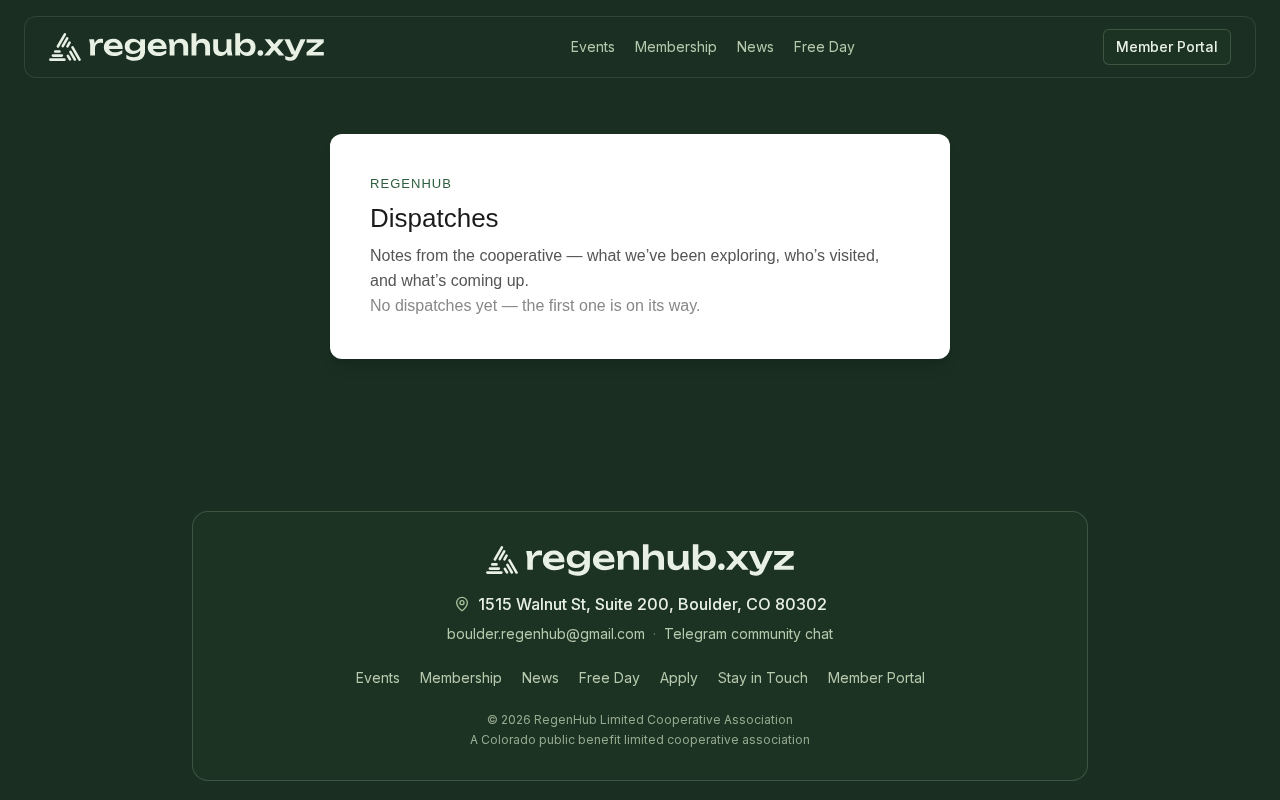 regenhub.xyz
Events Membership News Free Day
Member Portal
REGENHUB
Dispatches
Notes from the cooperative — what we’ve been exploring, who’s visited,
and what’s coming up.
No dispatches yet — the first one is on its way.
regenhub.xyz
1515 Walnut St, Suite 200, Boulder, CO 80302
boulder.regenhub@gmail.com · Telegram community chat
Events Membership News Free Day Apply Stay in Touch Member Portal
© 2026 RegenHub Limited Cooperative Association
A Colorado public benefit limited cooperative association